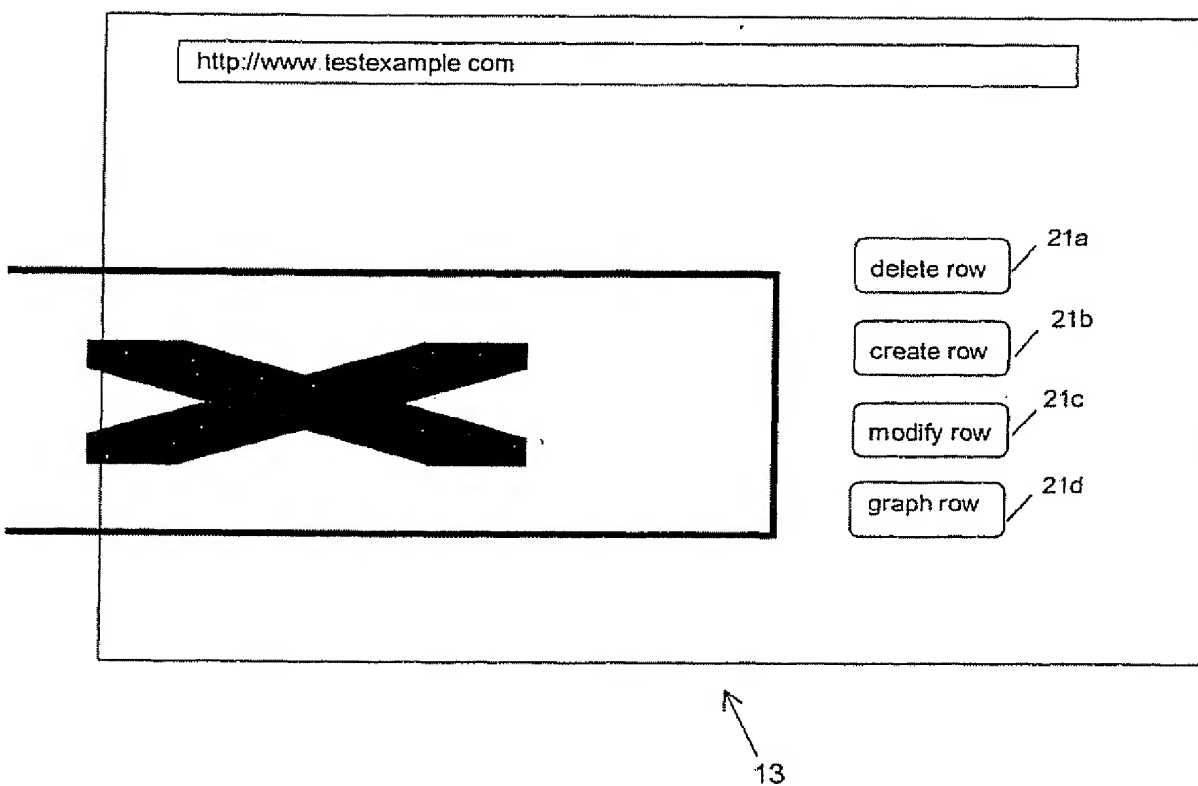 http://www.testexample com
21a
delete row
21b
create row
21c
modify row
21d
graph row
13